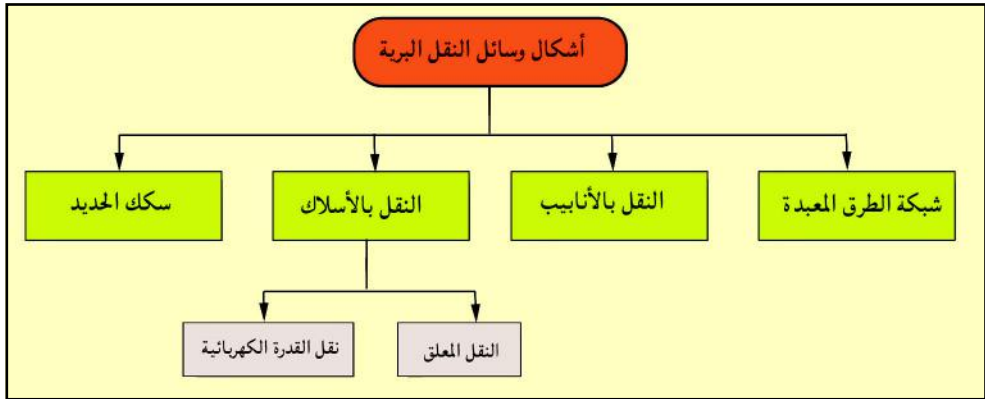 أشكال وسائل النقل البرية
شبكة الطرق المعبدة
النقل بالأنابيب
النقل بالأسلاك
سكك الحديد
النقل المعلق
نقل القدرة الكهربائية